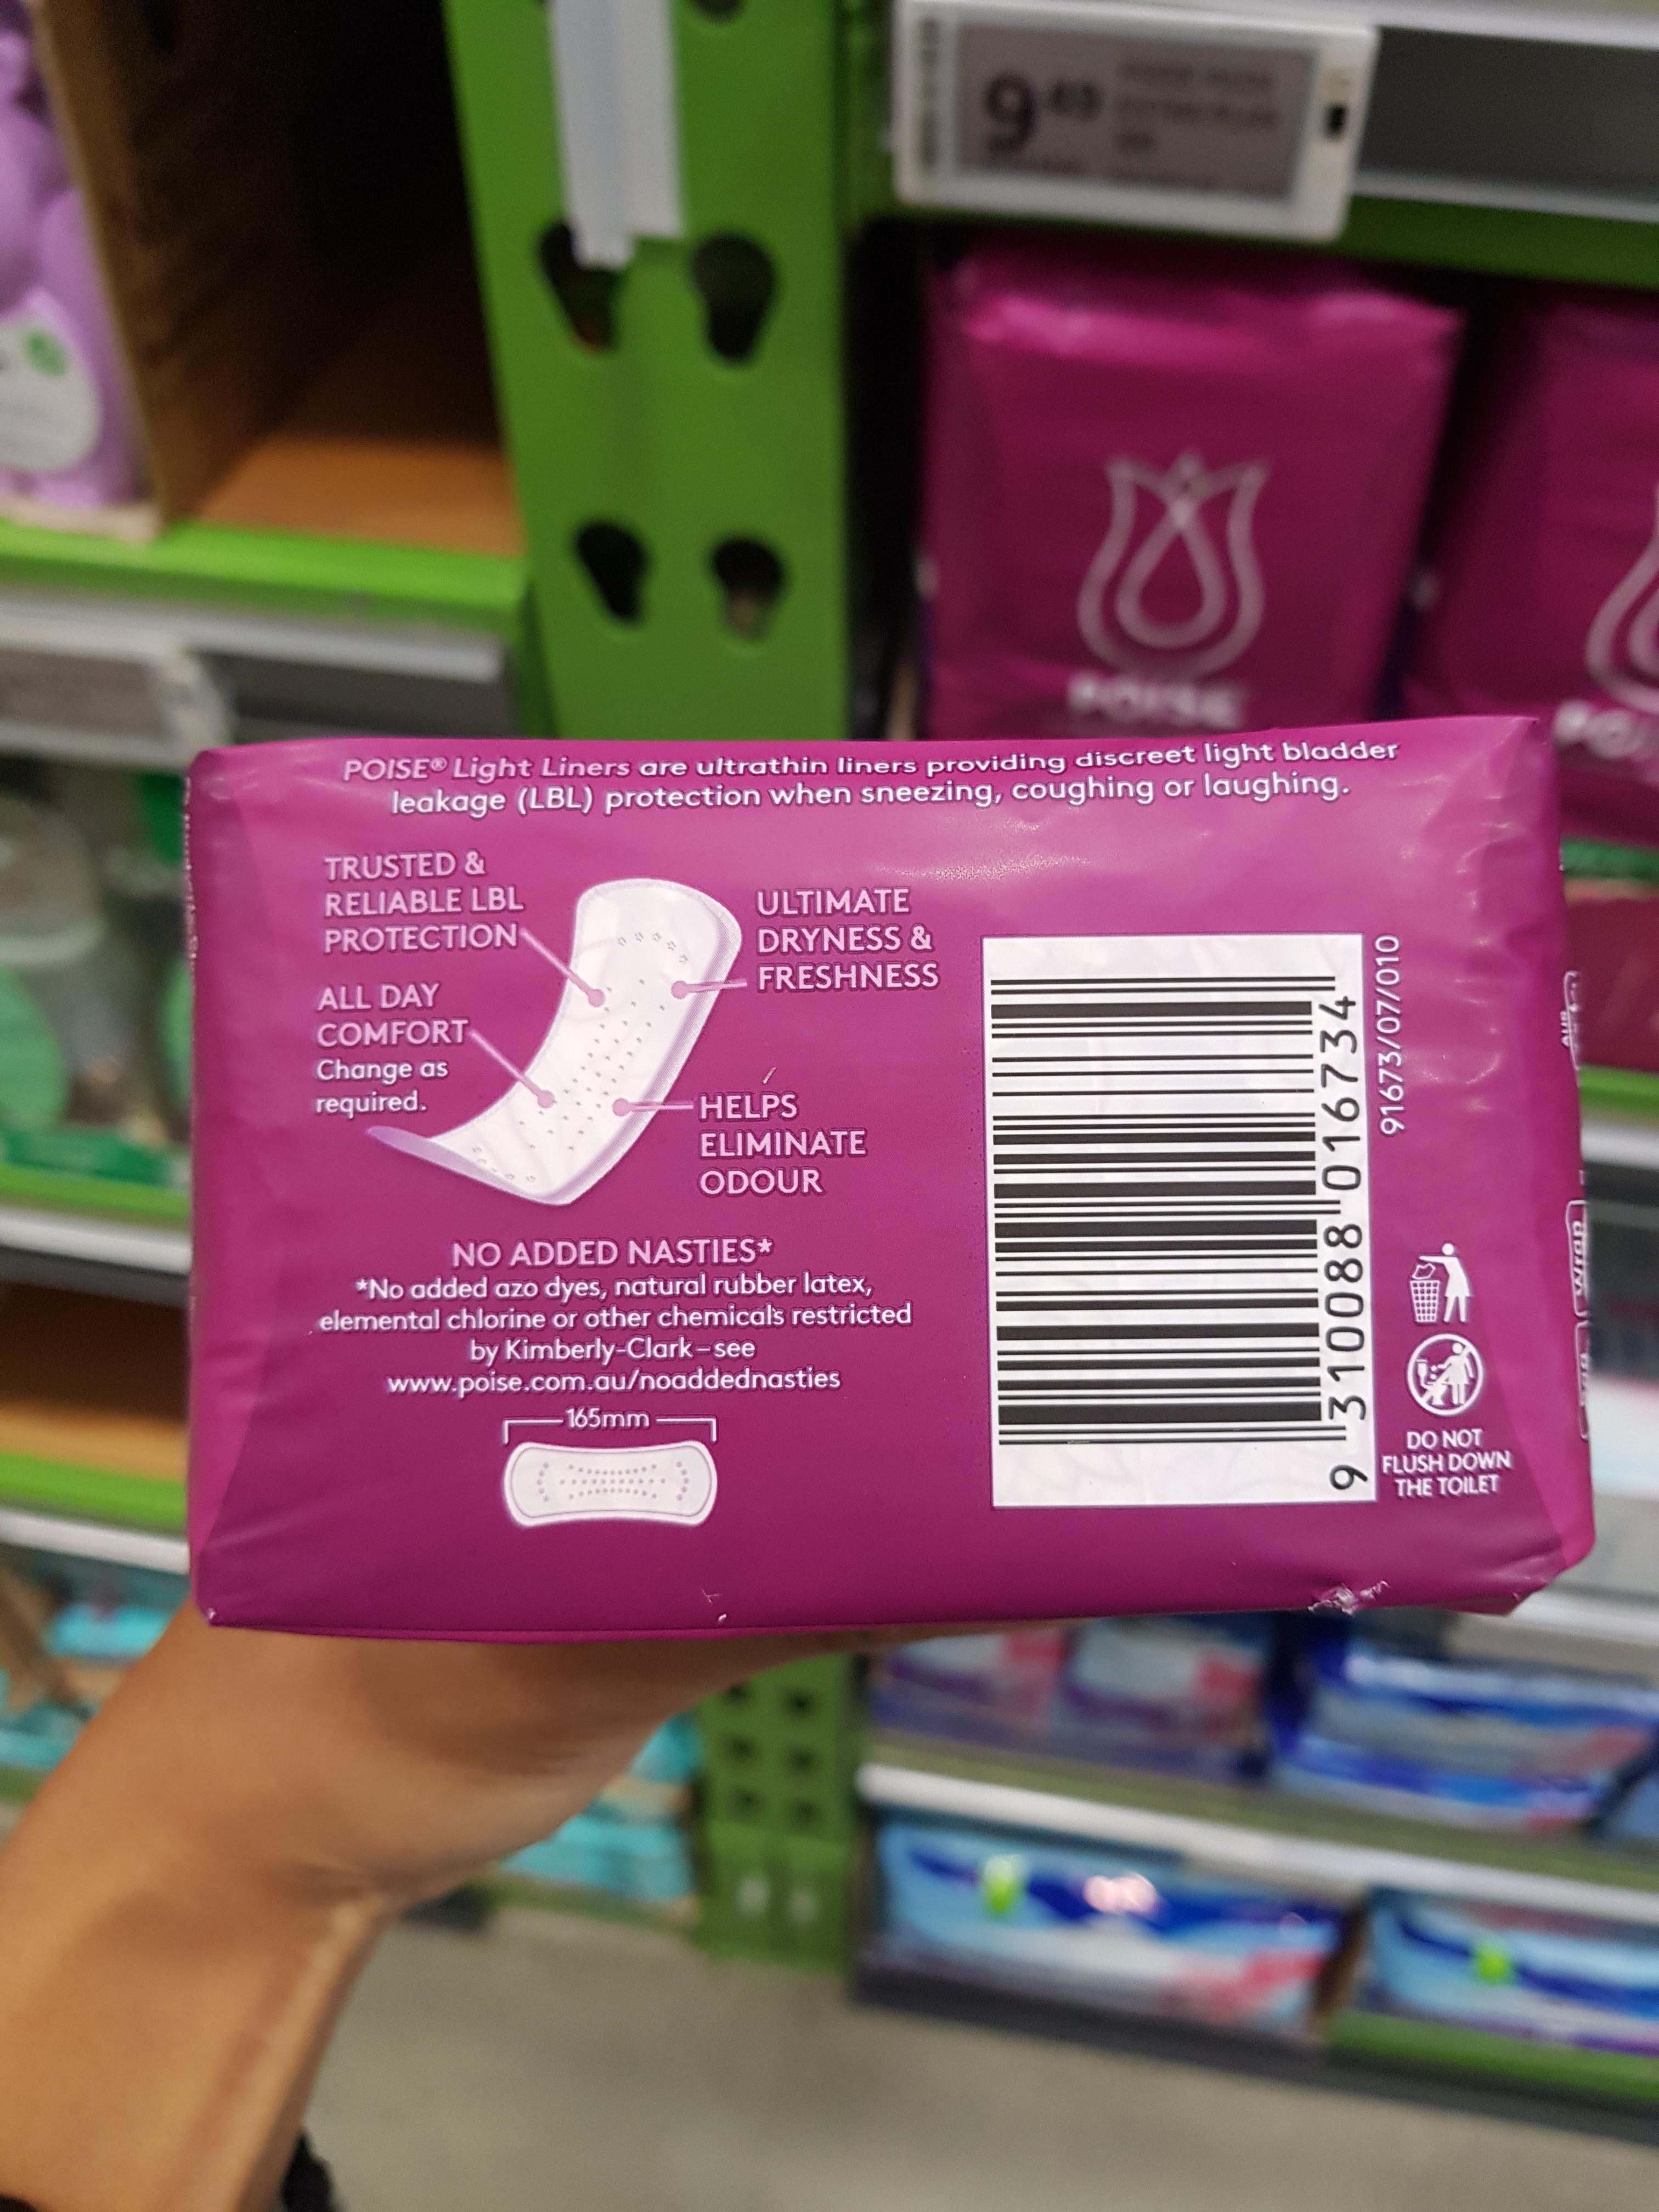 9 49
POISE
POISE® Light Liners are ultrathin liners providing discreet light bladder
leakage (LBL) protection when sneezing, coughing or laughing.
TRUSTED &
RELIABLE LBL
PROTECTION
ULTIMATE
DRYNESS &
FRESHNESS
ALL DAY
COMFORT
Change as
required.
HELPS
ELIMINATE
ODOUR
NO ADDED NASTIES*
*No added azo dyes, natural rubber latex,
elemental chlorine or other chemicals restricted
by Kimberly-Clark – see
www.poise.com.au/noaddednasties
165mm
9 310088 016734
91673/07/010
DO NOT
FLUSH DOWN
THE TOILET